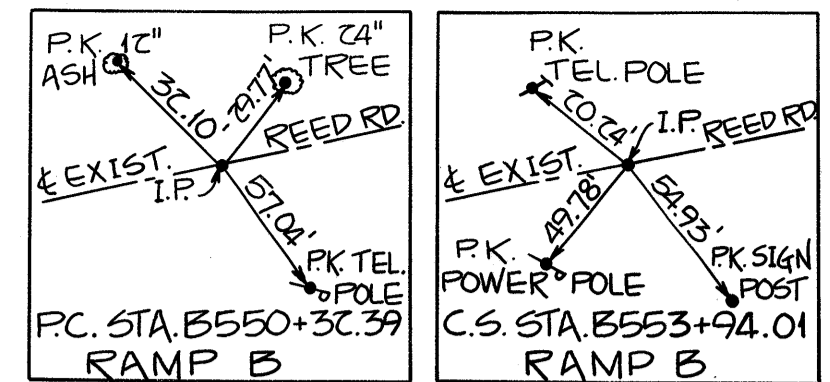 P.K. 12"
ASH
P.K. 24"
TREE
32.10'
29.77'
REED RD.
℄ EXIST.
I.P.
57.04'
P.K. TEL.
POLE
P.C. STA. B550+32.39
RAMP B
P.K.
TEL. POLE
20.24'
I.P.
REED RD.
℄ EXIST.
49.78'
54.93'
P.K.
POWER POLE
P.K. SIGN
POST
C.S. STA. B553+94.01
RAMP B